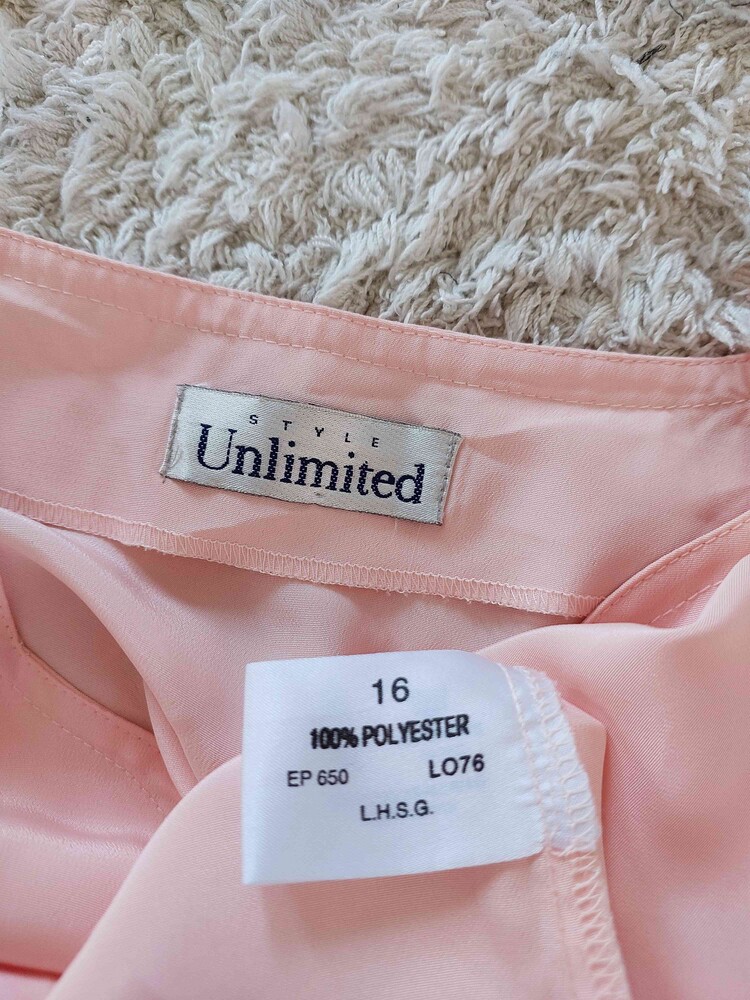 STYLE
Unlimited
16
100% POLYESTER
EP 650 LO76
L.H.S.G.